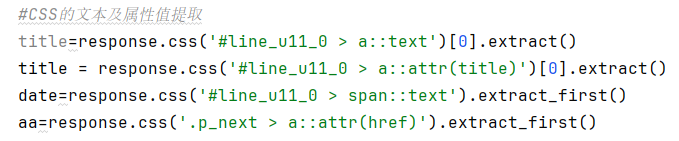 #CSS的文本及属性值提取
title=response.css('#line_u11_0 > a::text')[0].extract()
title = response.css('#line_u11_0 > a::attr(title)')[0].extract()
date=response.css('#line_u11_0 > span::text').extract_first()
aa=response.css('.p_next > a::attr(href)').extract_first()